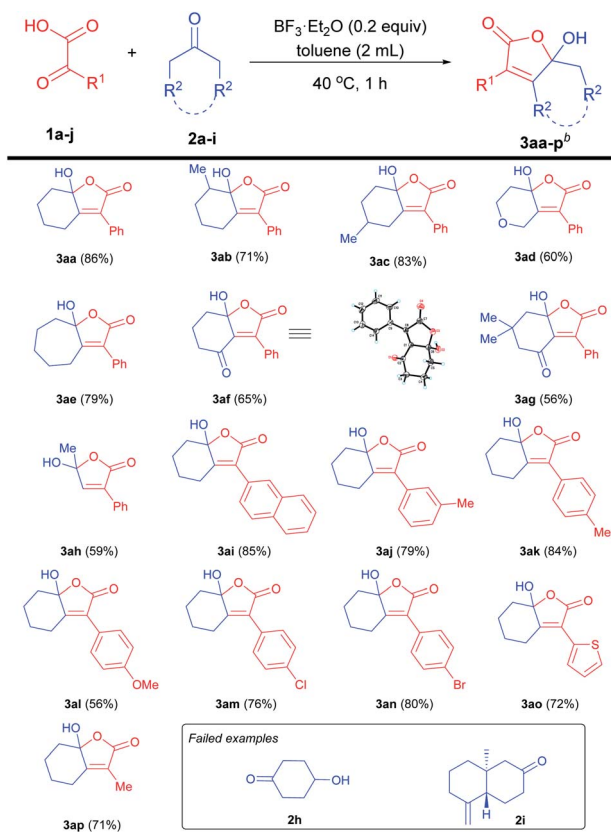 HO
O
O
R¹
1a-j
+
O
R²
R²
2a-i
BF₃·Et₂O (0.2 equiv)
toluene (2 mL)
40 °C, 1 h
O
O
OH
R¹
R²
R²
3aa-pᵇ
HO
O
O
Ph
3aa (86%)
Me
HO
O
O
Ph
3ab (71%)
HO
O
O
Me
Ph
3ac (83%)
HO
O
O
O
Ph
3ad (60%)
HO
O
O
Ph
3ae (79%)
HO
O
O
O
Ph
3af (65%)
HO
O
O
Me
Me
O
Ph
3ag (56%)
Me
HO
O
O
Ph
3ah (59%)
HO
O
O
3ai (85%)
HO
O
O
Me
3aj (79%)
HO
O
O
Me
3ak (84%)
HO
O
O
OMe
3al (56%)
HO
O
O
Cl
3am (76%)
HO
O
O
Br
3an (80%)
HO
O
O
S
3ao (72%)
HO
O
O
Me
3ap (71%)
Failed examples
O
OH
2h
O
H
2i